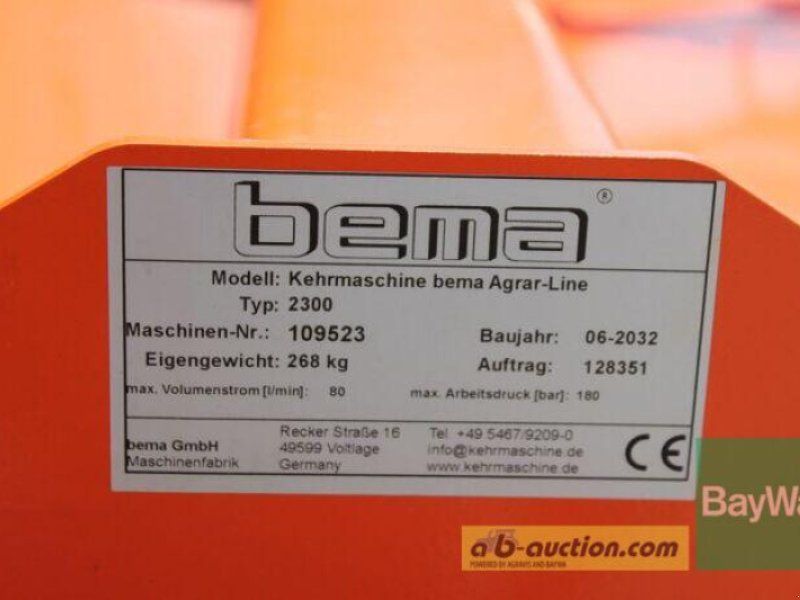 bema ®
Modell: Kehrmaschine bema Agrar-Line
Typ: 2300
Maschinen-Nr.: 109523 Baujahr: 06-2032
Eigengewicht: 268 kg Auftrag: 128351
max. Volumenstrom [l/min]: 80 max. Arbeitsdruck [bar]: 180
bema GmbH
Maschinenfabrik
Recker Straße 16
49599 Voltlage
Germany
Tel. +49 5467/9209-0
info@kehrmaschine.de
www.kehrmaschine.de
CE
BayWa
ab-auction.com
POWERED BY AGRAVIS AND BAYWA